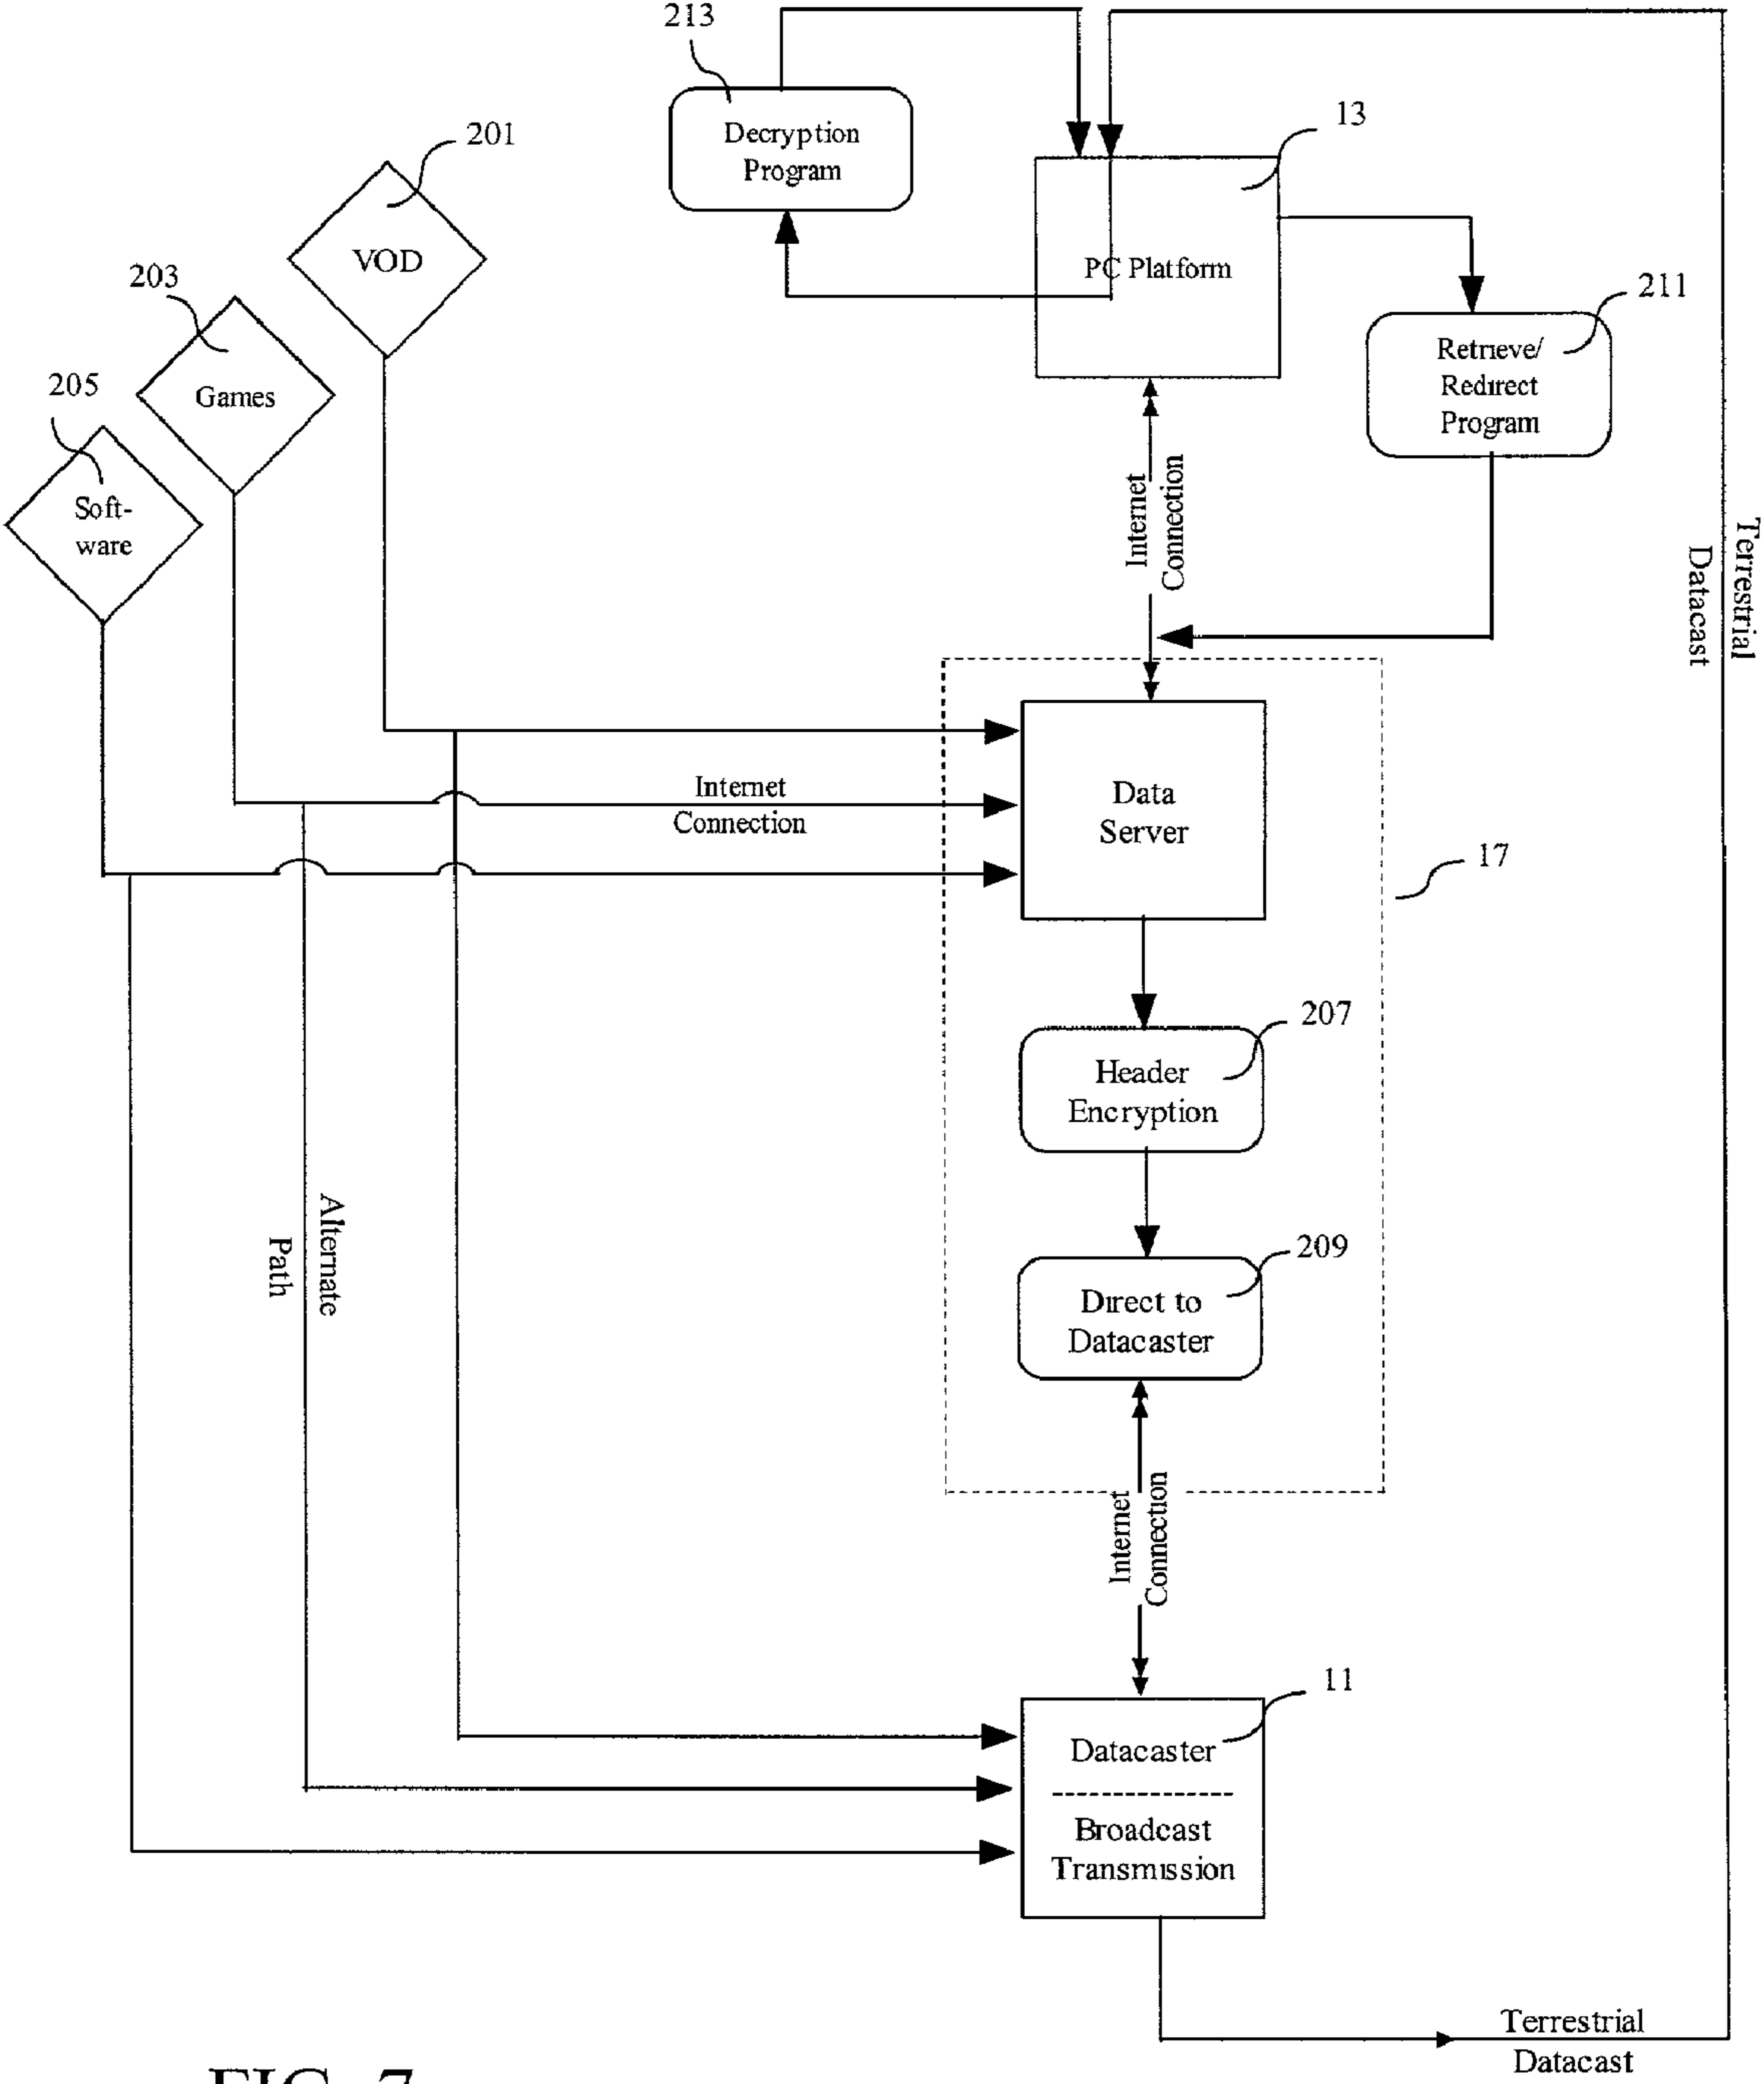 213
Decryption
Program
13
201
VOD
PC Platform
203
Games
211
Retrieve/
Redirect
Program
205
Soft-
ware
Internet
Connection
Terrestrial
Datacast
Internet
Connection
Data
Server
17
207
Header
Encryption
Alternate
Path
209
Direct to
Datacaster
Internet
Connection
11
Datacaster
Broadcast
Transmission
Terrestrial
Datacast
FIG. 7